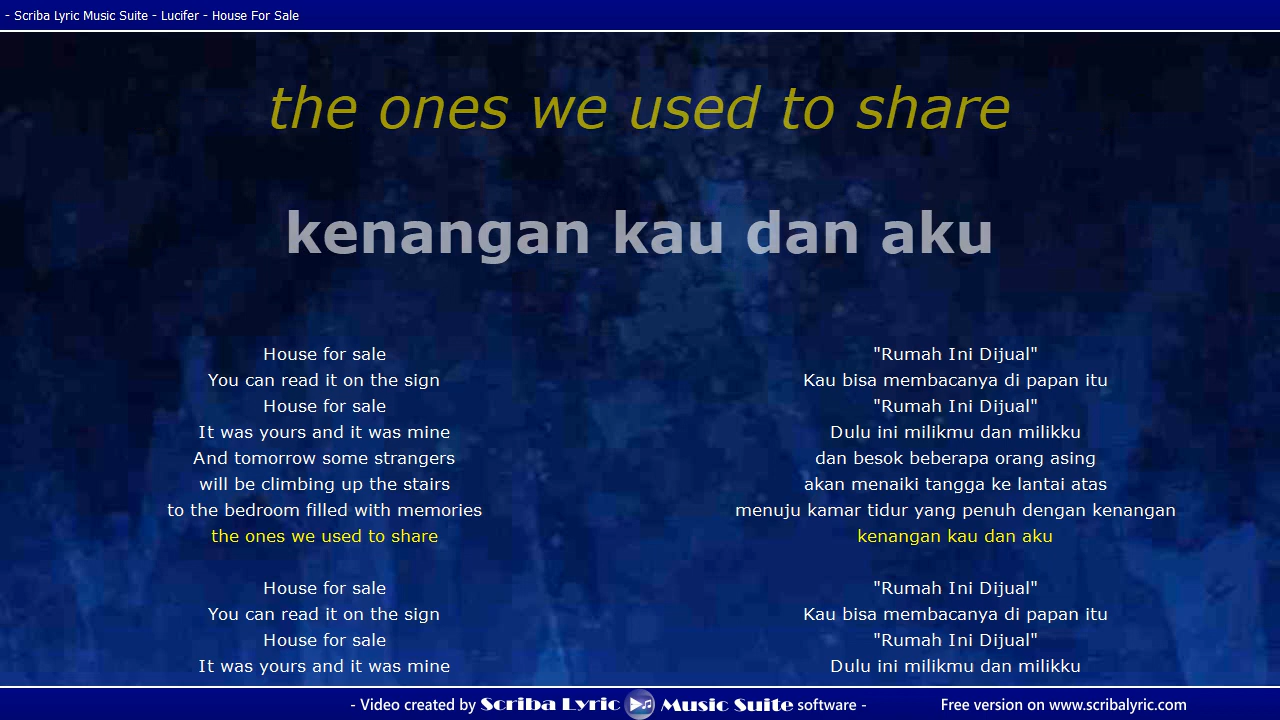 - Scriba Lyric Music Suite - Lucifer - House For Sale
the ones we used to share
kenangan kau dan aku
House for sale
You can read it on the sign
House for sale
It was yours and it was mine
And tomorrow some strangers
will be climbing up the stairs
to the bedroom filled with memories
the ones we used to share
House for sale
You can read it on the sign
House for sale
It was yours and it was mine
"Rumah Ini Dijual"
Kau bisa membacanya di papan itu
"Rumah Ini Dijual"
Dulu ini milikmu dan milikku
dan besok beberapa orang asing
akan menaiki tangga ke lantai atas
menuju kamar tidur yang penuh dengan kenangan
kenangan kau dan aku
"Rumah Ini Dijual"
Kau bisa membacanya di papan itu
"Rumah Ini Dijual"
Dulu ini milikmu dan milikku
- Video created by Scriba Lyric Music Suite software -
Free version on www.scribalyric.com